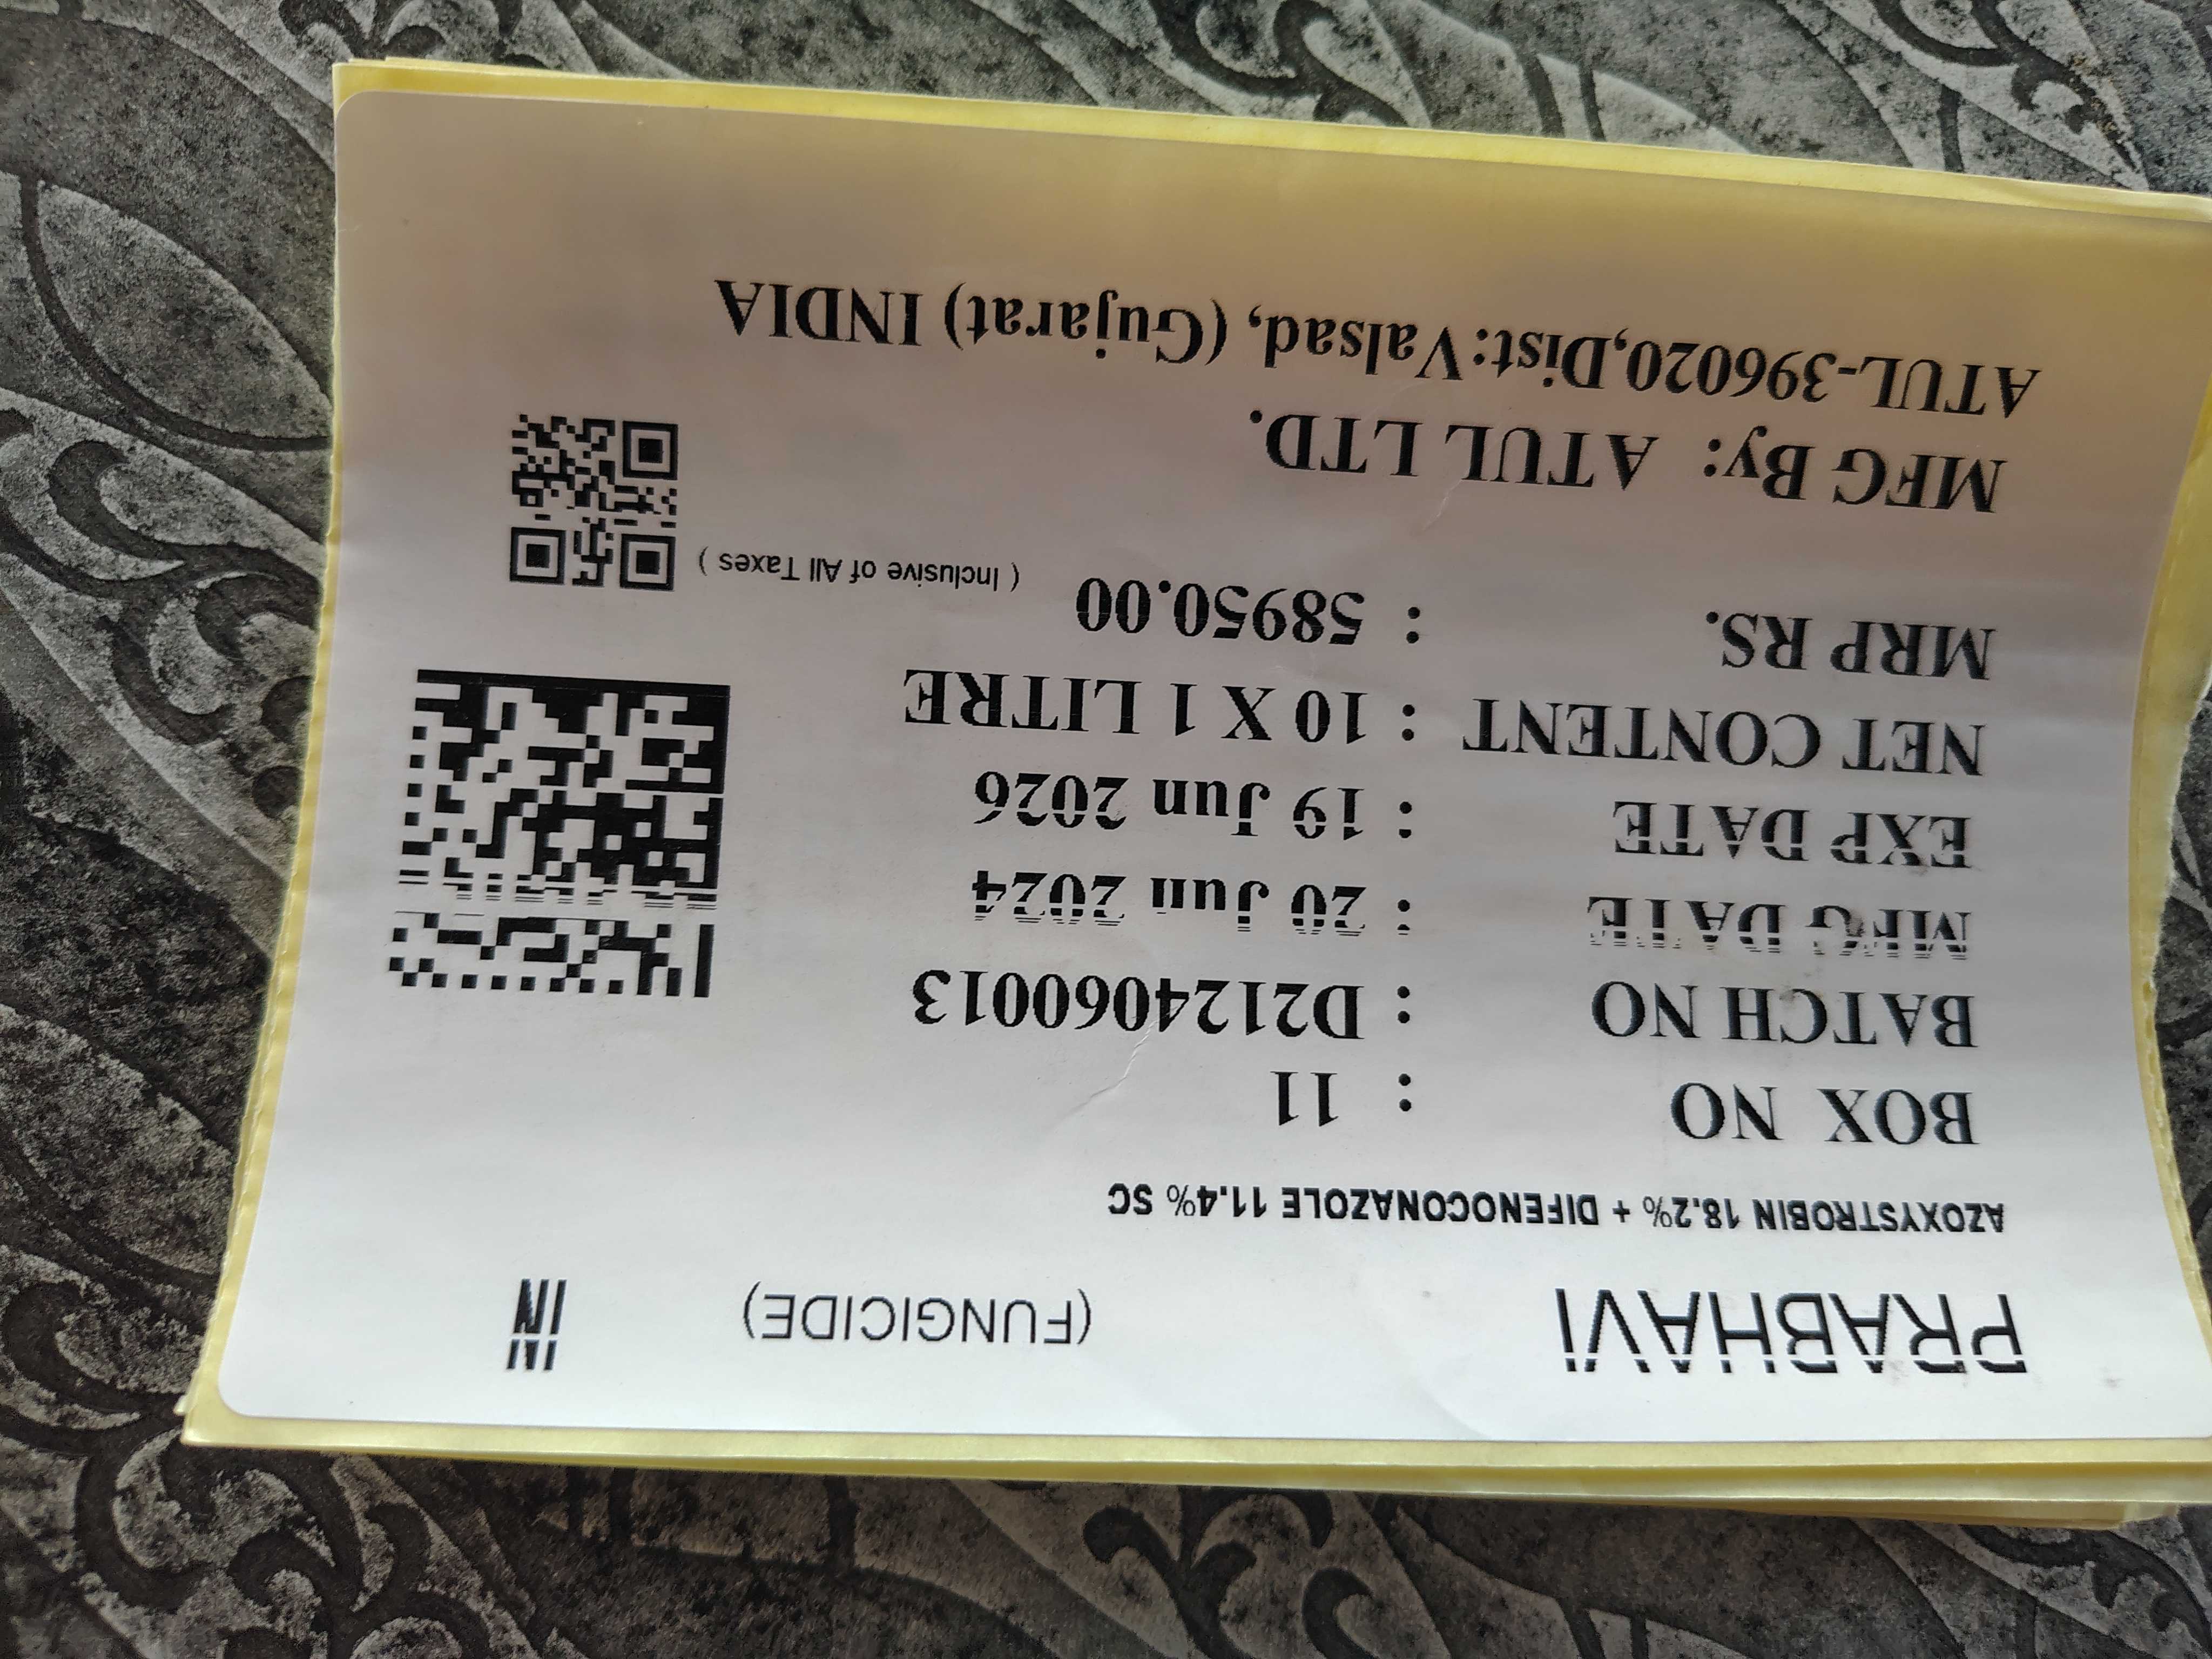 PRABHAVI (FUNGICIDE) IN
AZOXYSTROBIN 18.2% + DIFENOCONAZOLE 11.4% SC
BOX NO : 11
BATCH NO : D2124060013
MFG DATE : 20 Jun 2024
EXP DATE : 19 Jun 2026
NET CONTENT : 10 X 1 LITRE
MRP RS. : 58950.00 ( Inclusive of All Taxes )
MFG By: ATUL LTD.
ATUL-396020,Dist:Valsad, (Gujarat) INDIA